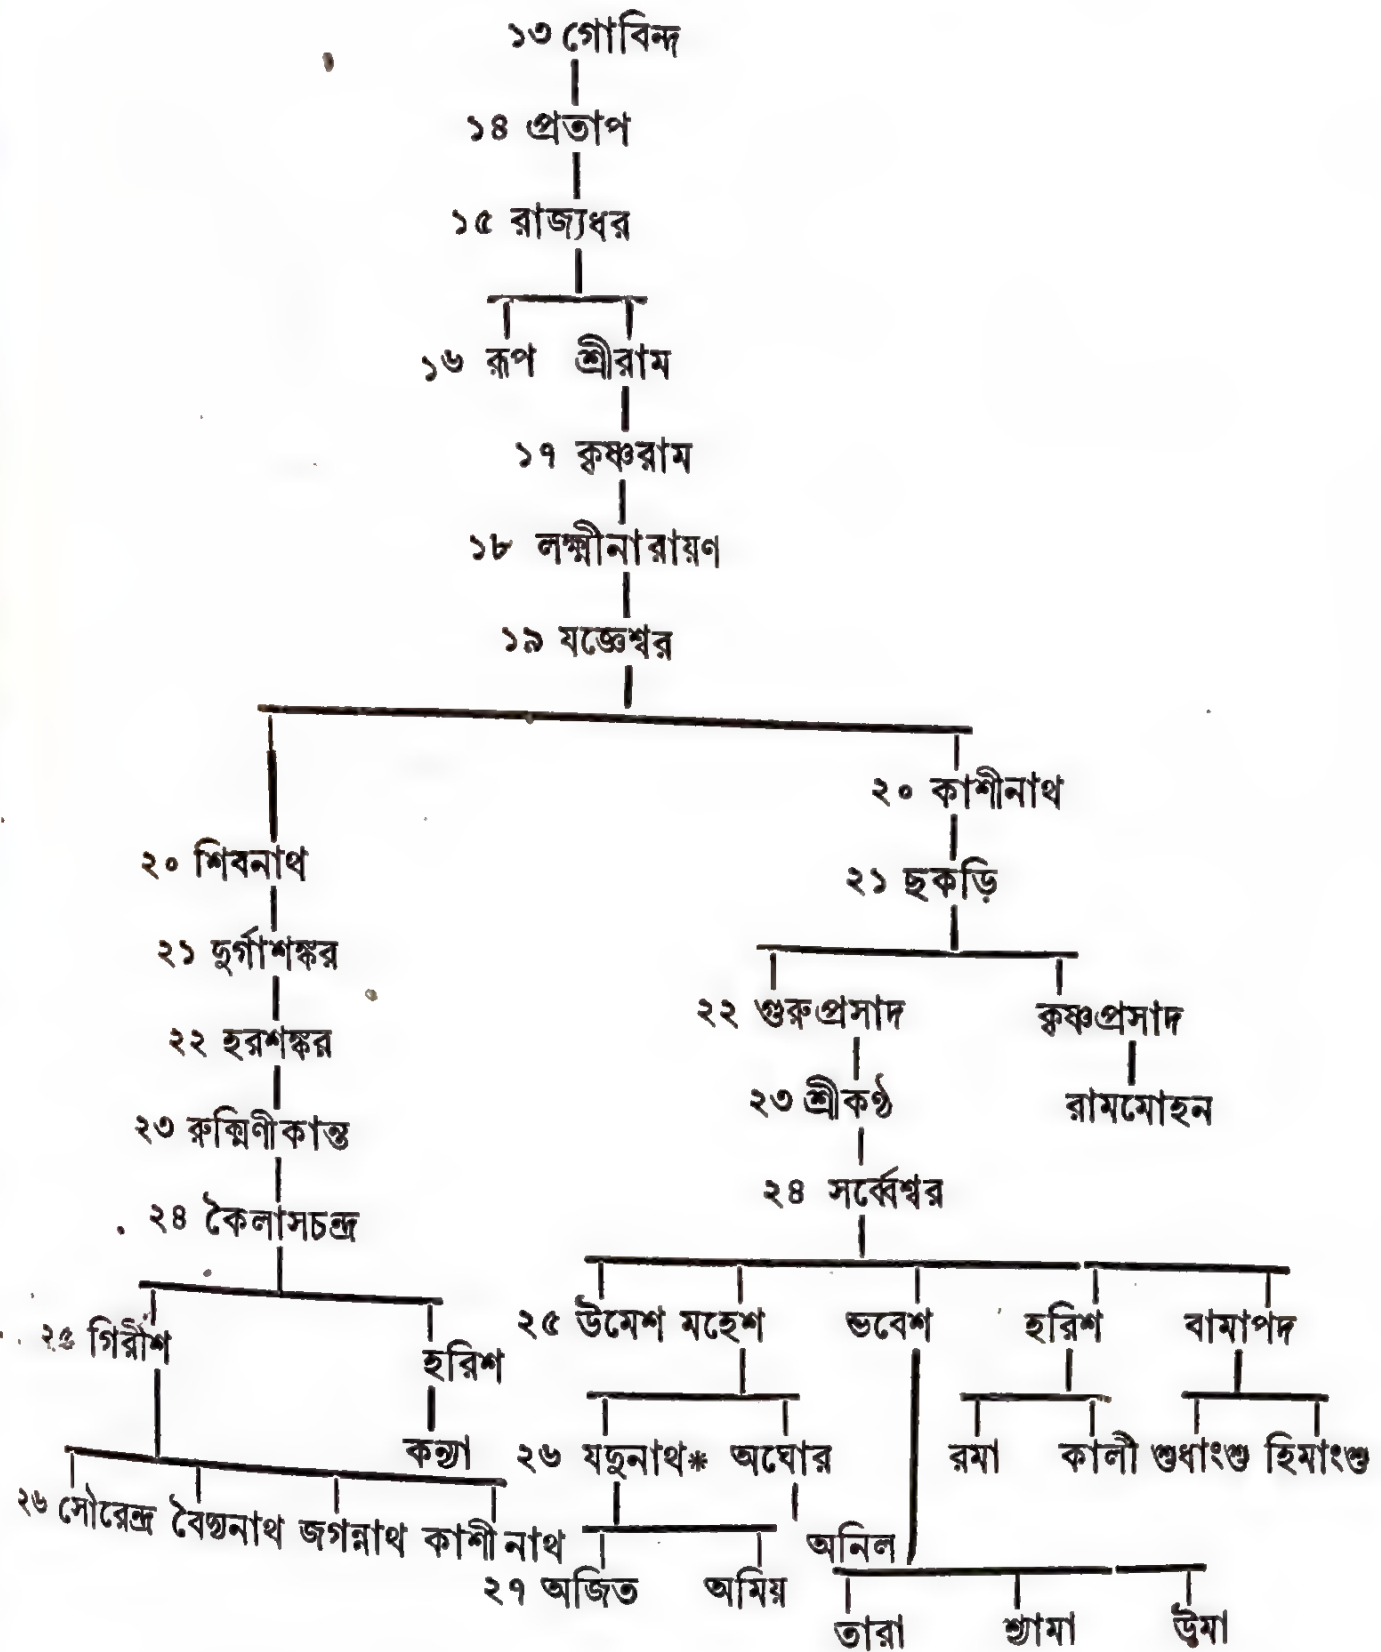 ১৩ গোবিন্দ
১৪ প্রতাপ
১৫ রাজ্যধর
১৬ রূপ শ্রীরাম
১৭ কৃষ্ণরাম
১৮ লক্ষ্মীনারায়ণ
১৯ যজ্ঞেশ্বর
২০ কাশীনাথ
২০ শিবনাথ
২১ ছকড়ি
২১ দুর্গাশঙ্কর
২২ গুরুপ্রসাদ কৃষ্ণপ্রসাদ
২২ হরশঙ্কর
২৩ শ্রীকণ্ঠ রামমোহন
২৩ রুক্মিণীকান্ত
২৪ সর্ব্বেশ্বর
২৪ কৈলাসচন্দ্র
২৫ উমেশ মহেশ ভবেশ হরিশ বামাপদ
২৫ গিরীশ হরিশ
কন্যা ২৬ যদুনাথ* অঘোর রমা কালী শুধাংশু হিমাংশু
২৬ সৌরেন্দ্র বৈদ্যনাথ জগন্নাথ কাশীনাথ অনিল
২৭ অজিত অমিয়
তারা শ্যামা উমা